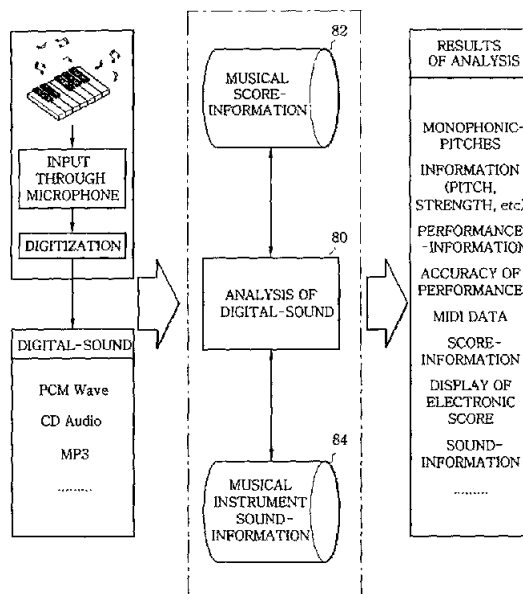 INPUT
THROUGH
MICROPHONE
DIGITIZATION
DIGITAL-SOUND
PCM Wave
CD Audio
MP3
.........
82
MUSICAL
SCORE-
INFORMATION
80
ANALYSIS OF
DIGITAL-SOUND
84
MUSICAL
INSTRUMENT
SOUND-
INFORMATION
RESULTS
OF ANALYSIS
MONOPHONIC-
PITCHES
INFORMATION
(PITCH,
STRENGTH, etc)
PERFORMANCE
-INFORMATION
ACCURACY OF
PERFORMANCE
MIDI DATA
SCORE-
INFORMATION
DISPLAY OF
ELECTRONIC
SCORE
SOUND-
INFORMATION
.........